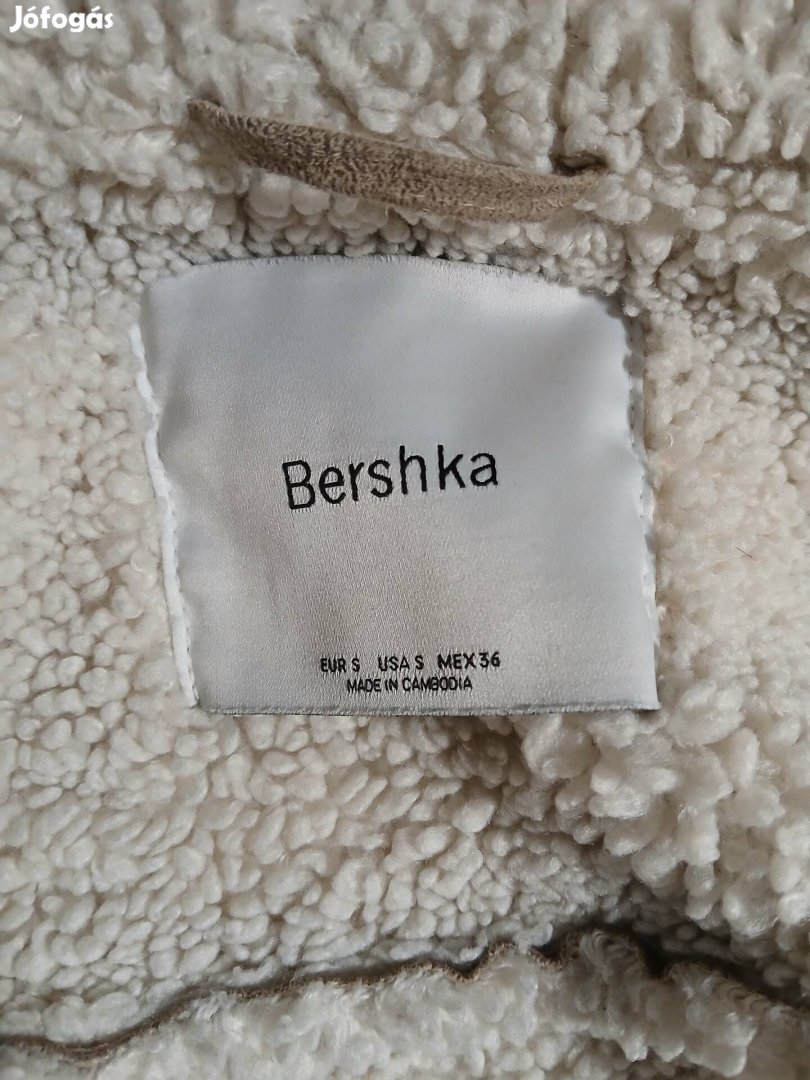 Jófogás
Bershka
EUR S USA S MEX 36
MADE IN CAMBODIA